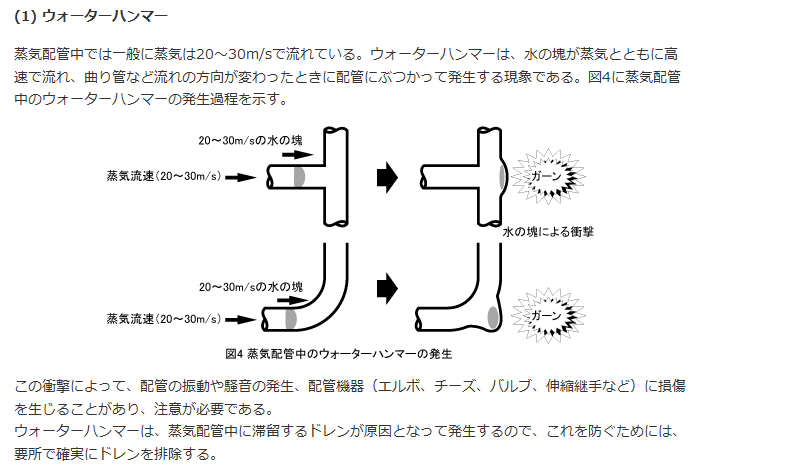 (1) ウォーターハンマー
蒸気配管中では一般に蒸気は20～30m/sで流れている。ウォーターハンマーは、水の塊が蒸気とともに高
速で流れ、曲り管など流れの方向が変わったときに配管にぶつかって発生する現象である。図4に蒸気配管
中のウォーターハンマーの発生過程を示す。
20～30m/sの水の塊
蒸気流速(20～30m/s)
ガーン
水の塊による衝撃
20～30m/sの水の塊
蒸気流速(20～30m/s)
ガーン
図4 蒸気配管中のウォーターハンマーの発生
この衝撃によって、配管の振動や騒音の発生、配管機器（エルボ、チーズ、バルブ、伸縮継手など）に損傷
を生じることがあり、注意が必要である。
ウォーターハンマーは、蒸気配管中に滞留するドレンが原因となって発生するので、これを防ぐためには、
要所で確実にドレンを排除する。